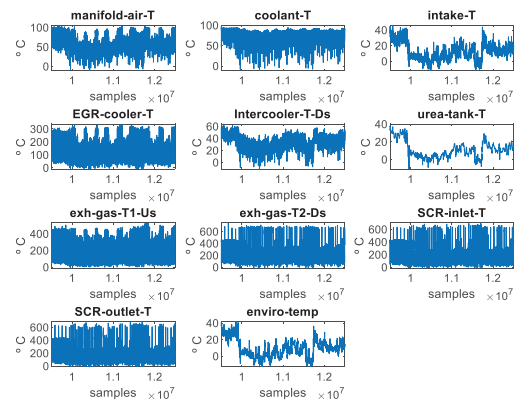 manifold-air-T coolant-T intake-T
100
50
0
º C
1 1.1 1.2
samples ×10⁷
100
50
0
º C
1 1.1 1.2
samples ×10⁷
40
20
0
º C
1 1.1 1.2
samples ×10⁷
EGR-cooler-T Intercooler-T-Ds urea-tank-T
300
200
100
0
º C
1 1.1 1.2
samples ×10⁷
60
40
20
0
º C
1 1.1 1.2
samples ×10⁷
40
20
0
º C
1 1.1 1.2
samples ×10⁷
exh-gas-T1-Us exh-gas-T2-Ds SCR-inlet-T
400
200
0
º C
1 1.1 1.2
samples ×10⁷
600
400
200
0
º C
1 1.1 1.2
samples ×10⁷
600
400
200
0
º C
1 1.1 1.2
samples ×10⁷
SCR-outlet-T enviro-temp
600
400
200
0
º C
1 1.1 1.2
samples ×10⁷
40
20
0
º C
1 1.1 1.2
samples ×10⁷